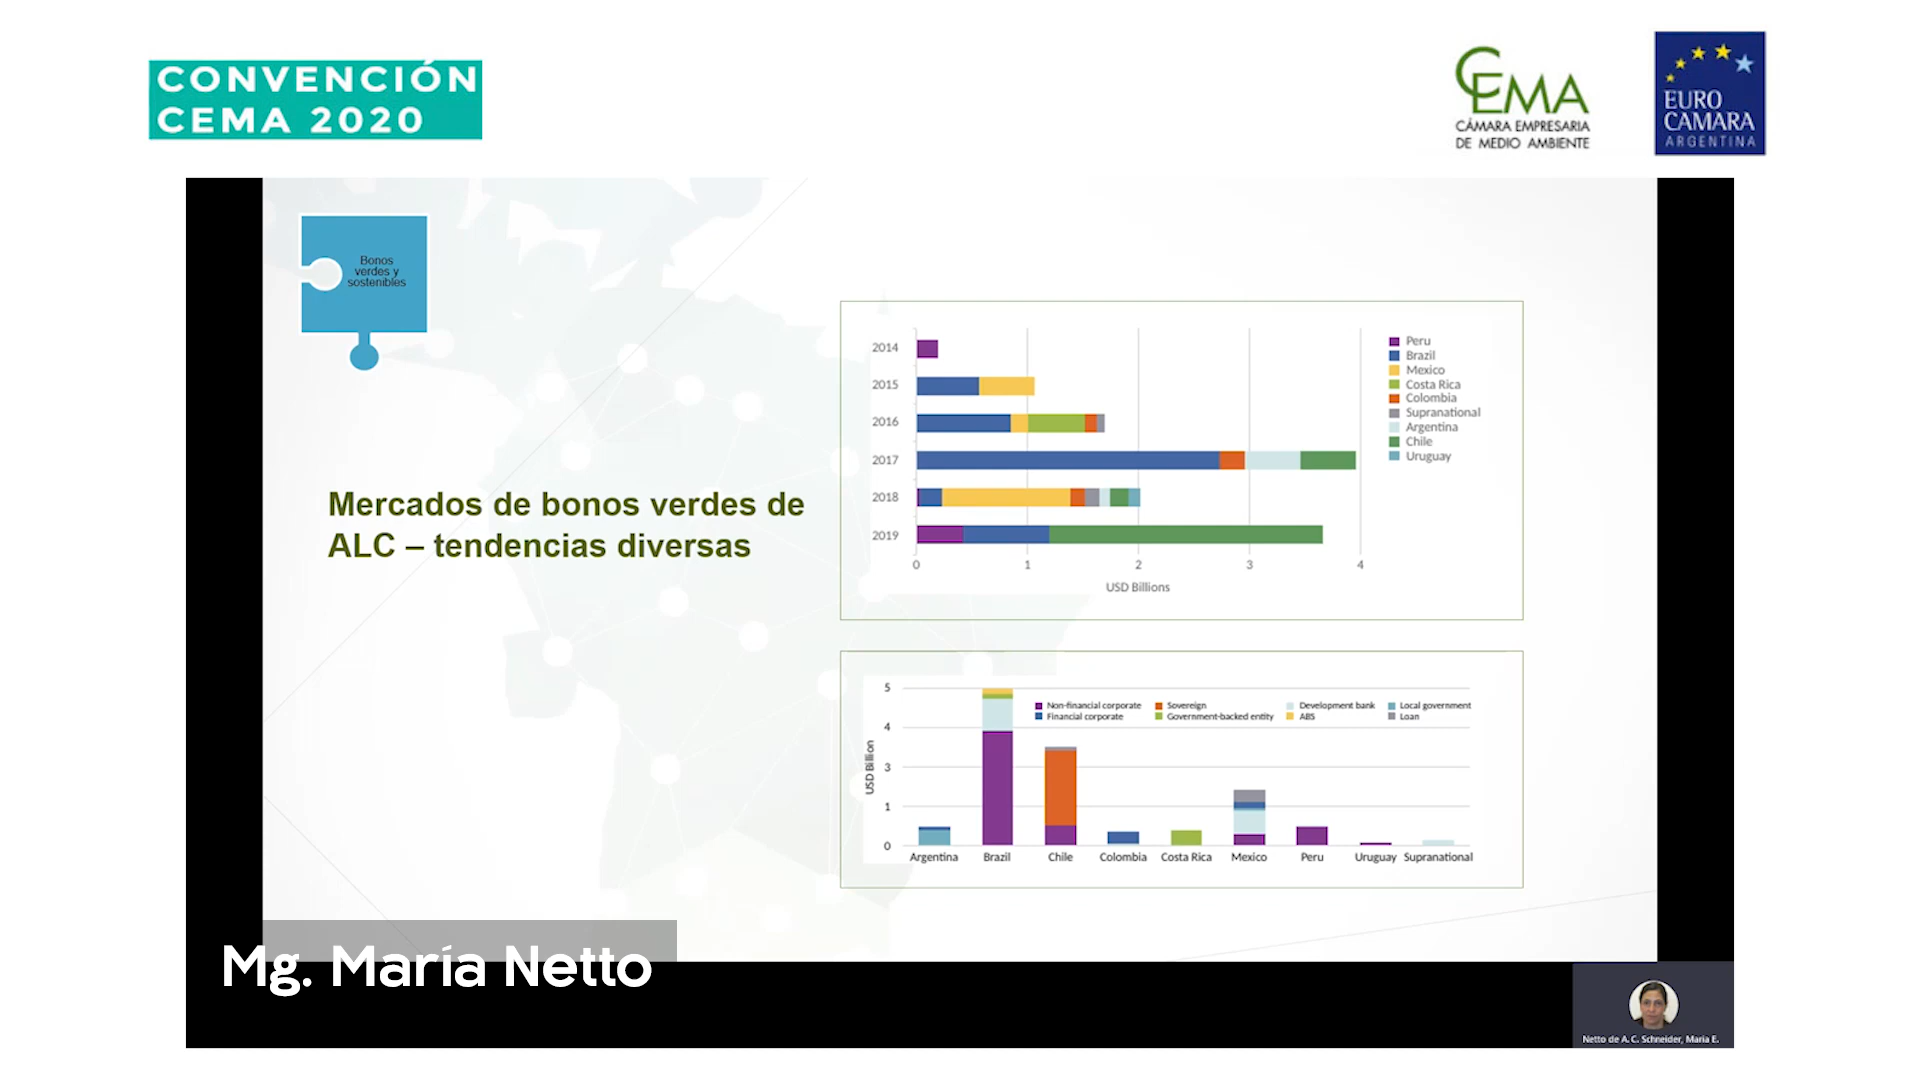 CONVENCIÓN
CEMA 2020
CEMA
CÁMARA EMPRESARIA
DE MEDIO AMBIENTE
EURO
CAMARA
ARGENTINA
Bonos
verdes y
sostenibles
Mercados de bonos verdes de
ALC – tendencias diversas
2014
2015
2016
2017
2018
2019
0 1 2 3 4
USD Billions
Peru
Brazil
Mexico
Costa Rica
Colombia
Supranational
Argentina
Chile
Uruguay
USD Billion
5
4
3
1
0
Non-financial corporate Sovereign Development bank Local government
Financial corporate Government-backed entity ABS Loan
Argentina Brazil Chile Colombia Costa Rica Mexico Peru Uruguay Supranational
Mg. María Netto
Netto de A. C. Schneider, Maria E.